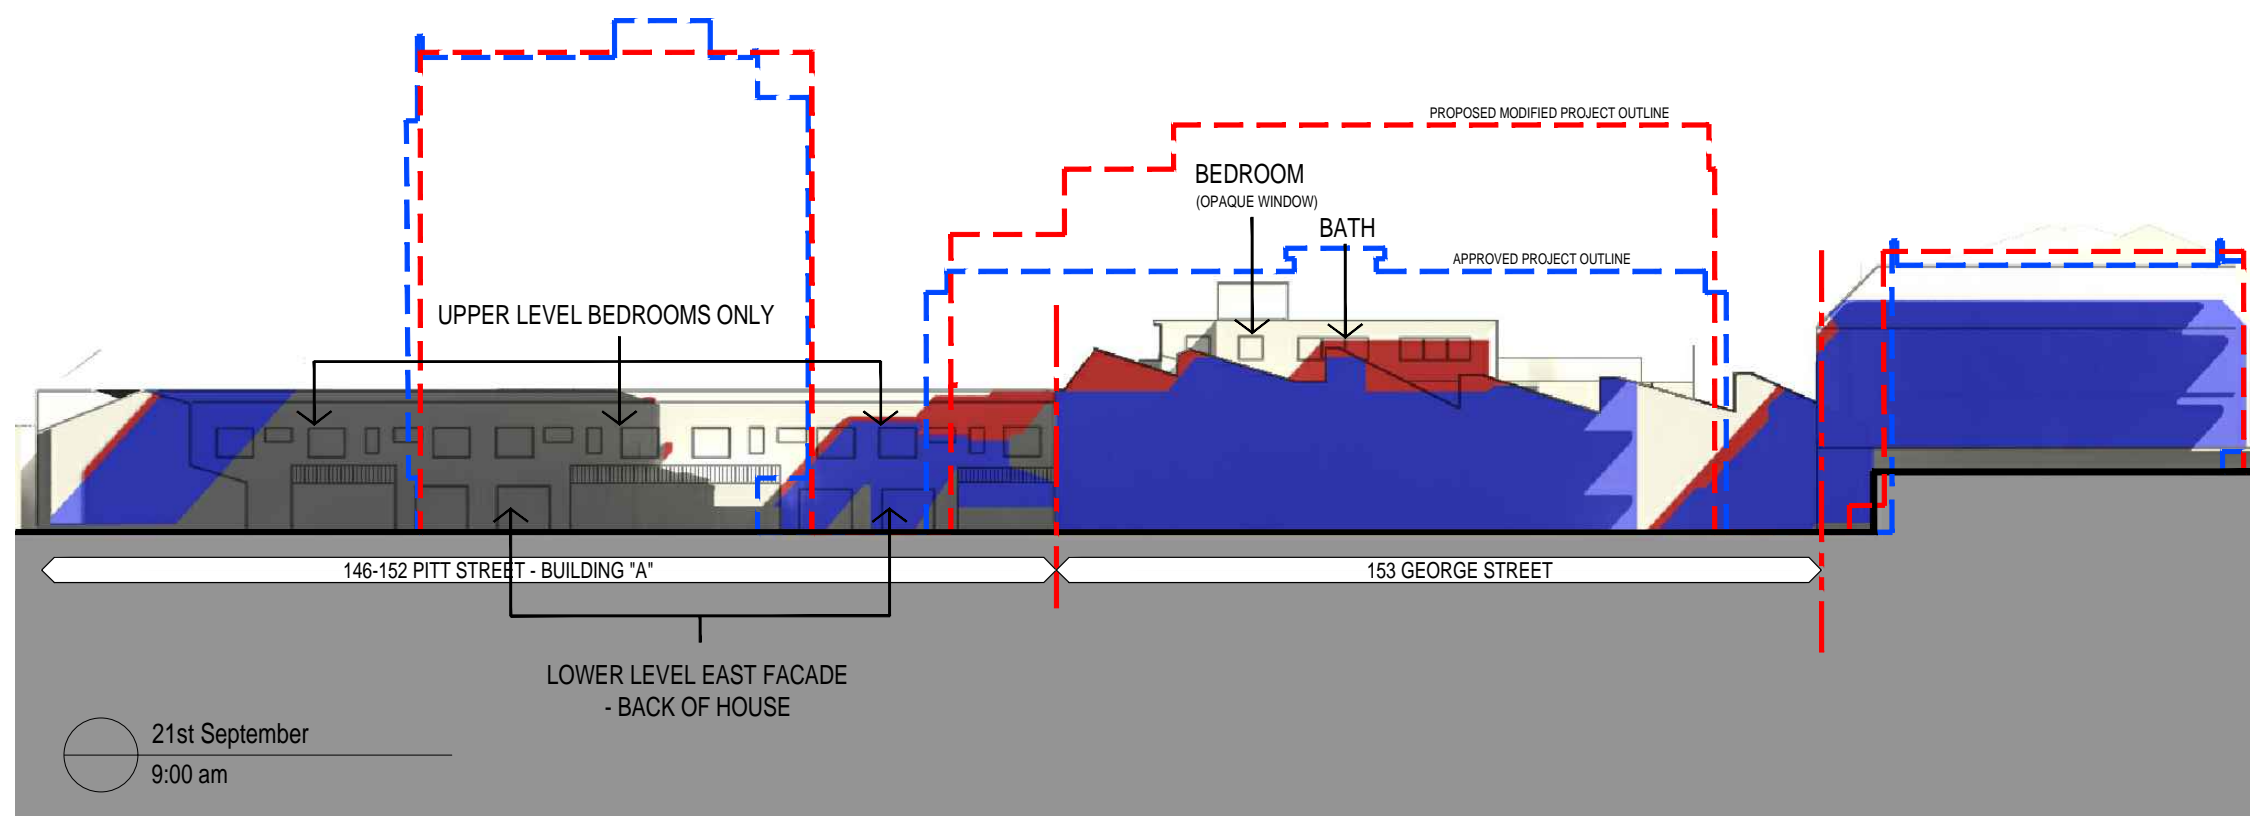 PROPOSED MODIFIED PROJECT OUTLINE
BEDROOM
(OPAQUE WINDOW)
BATH
APPROVED PROJECT OUTLINE
UPPER LEVEL BEDROOMS ONLY
146-152 PITT STREET - BUILDING "A"
153 GEORGE STREET
LOWER LEVEL EAST FACADE
- BACK OF HOUSE
21st September
9:00 am